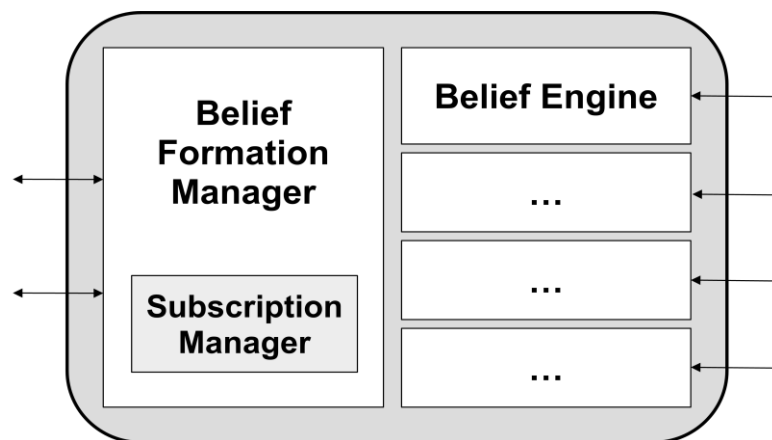 Belief
Formation
Manager
Subscription
Manager
Belief Engine
...
...
...